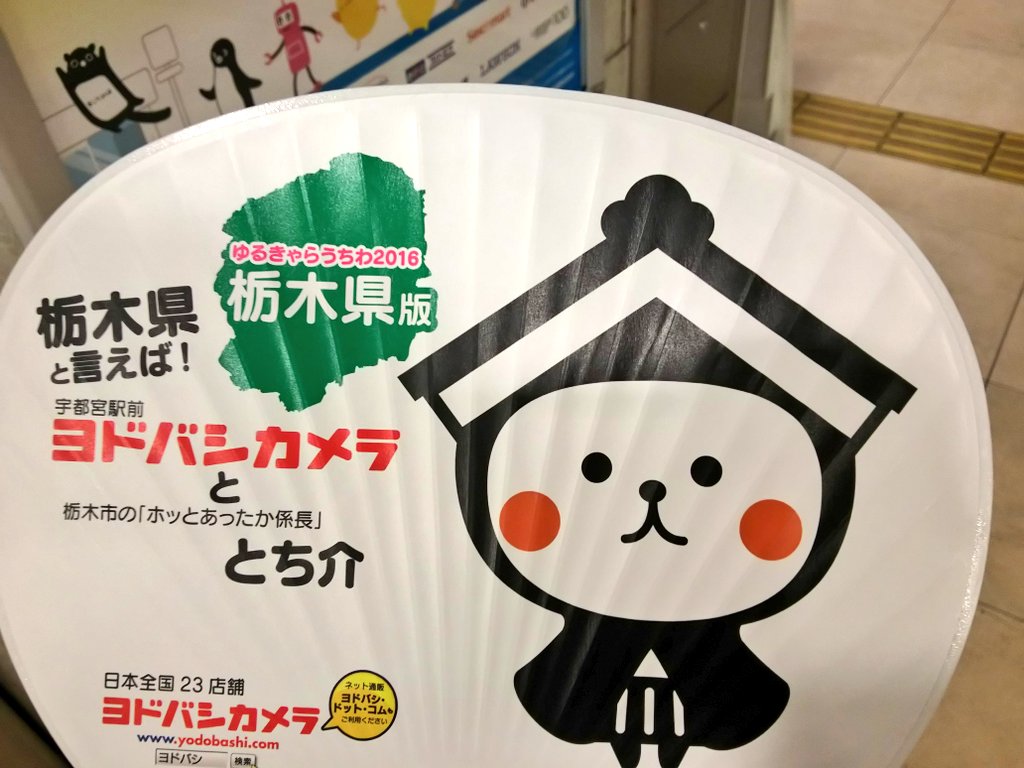 LAWSON
ゆるきゃらうちわ2016
栃木県版
栃木県
と言えば!
宇都宮駅前
ヨドバシカメラ
と
栃木市の「ホッとあったか係長」
とち介
日本全国 23 店舗
ヨドバシカメラ
www.yodobashi.com
ヨドバシ 検索
ネット通販
ヨドバシ・
ドット・コムも
ご利用ください